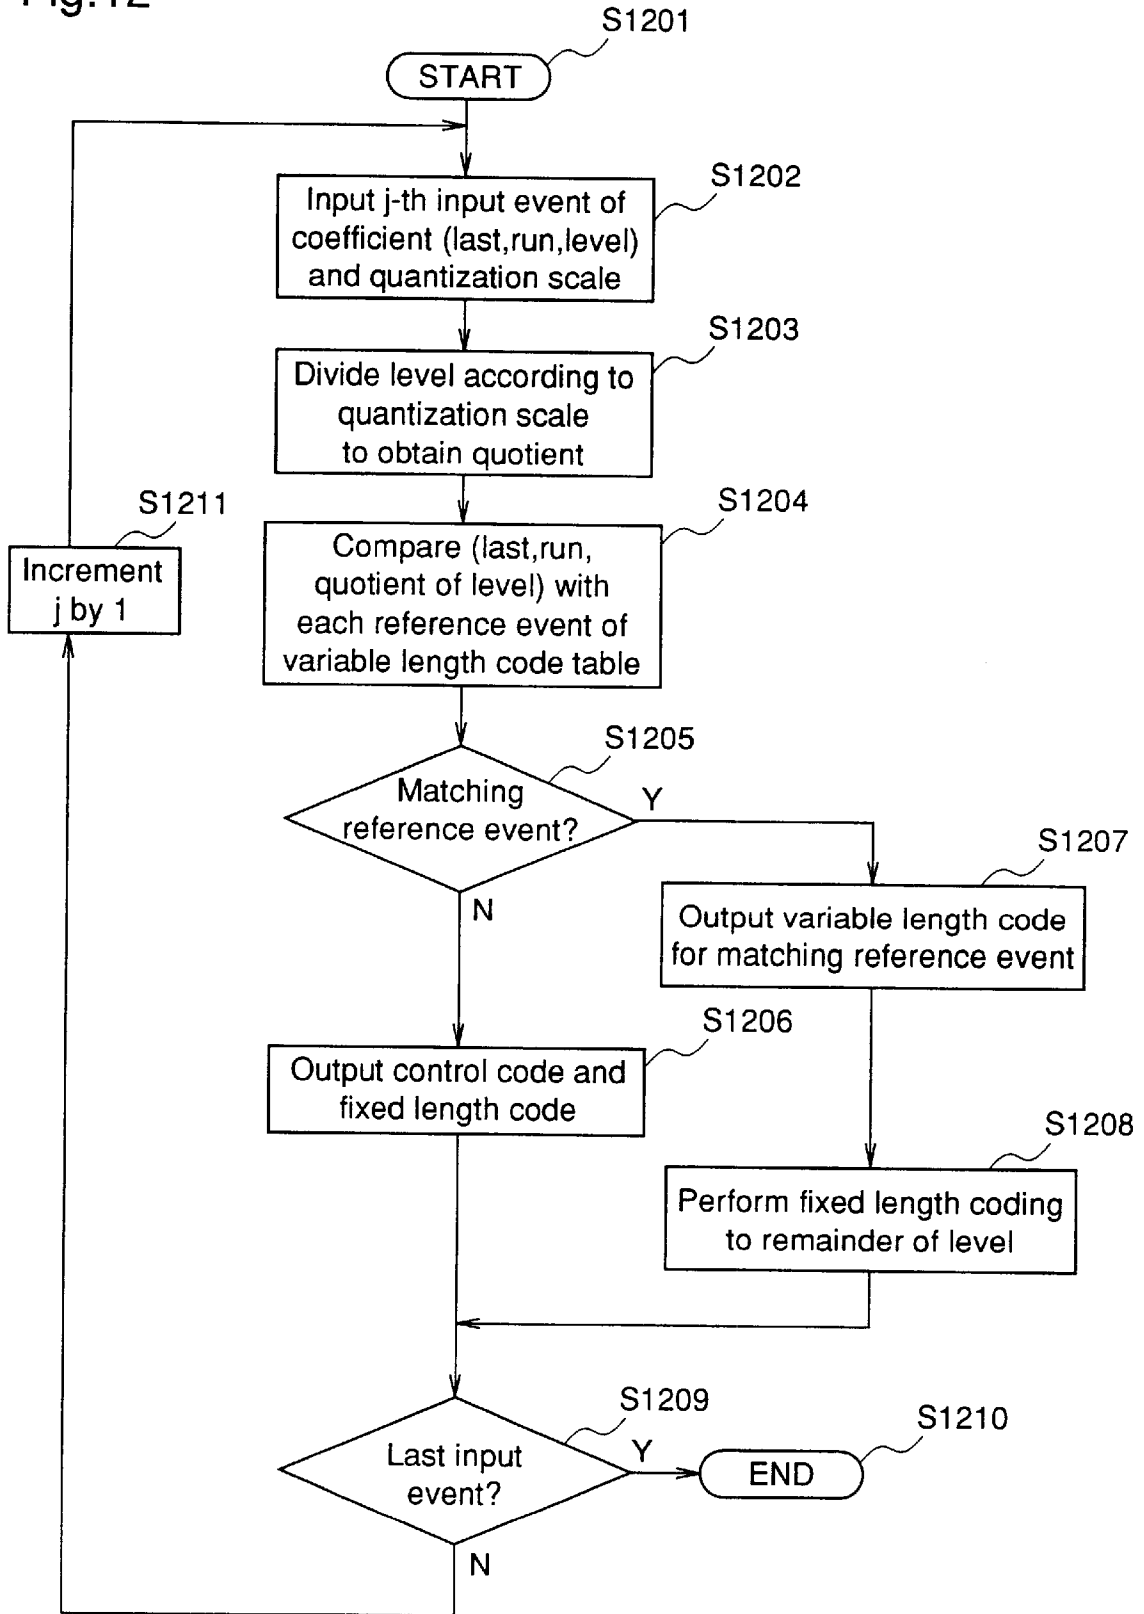 Fig.12
S1201
START
S1202
Input j-th input event of
coefficient (last,run,level)
and quantization scale
S1203
Divide level according to
quantization scale
to obtain quotient
S1211
Increment
j by 1
S1204
Compare (last,run,
quotient of level) with
each reference event of
variable length code table
S1205
Matching
reference event?
Y
N
S1207
Output variable length code
for matching reference event
S1206
Output control code and
fixed length code
S1208
Perform fixed length coding
to remainder of level
S1209
Last input
event?
Y
S1210
END
N